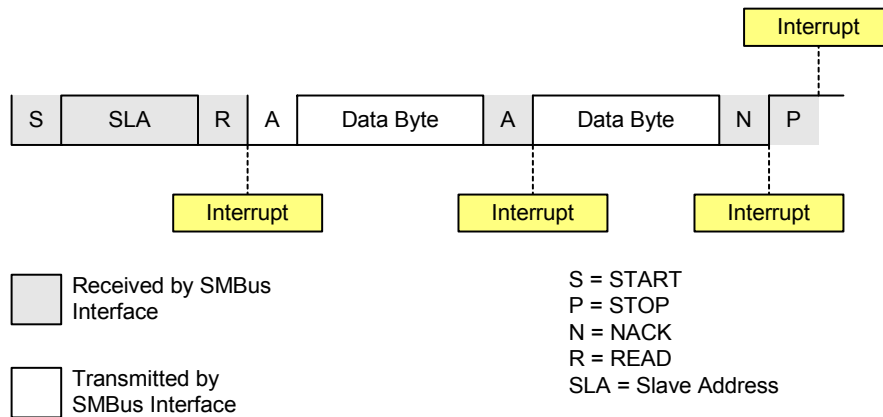 Interrupt
S SLA R A Data Byte A Data Byte N P
Interrupt Interrupt Interrupt
Received by SMBus
Interface
Transmitted by
SMBus Interface
S = START
P = STOP
N = NACK
R = READ
SLA = Slave Address